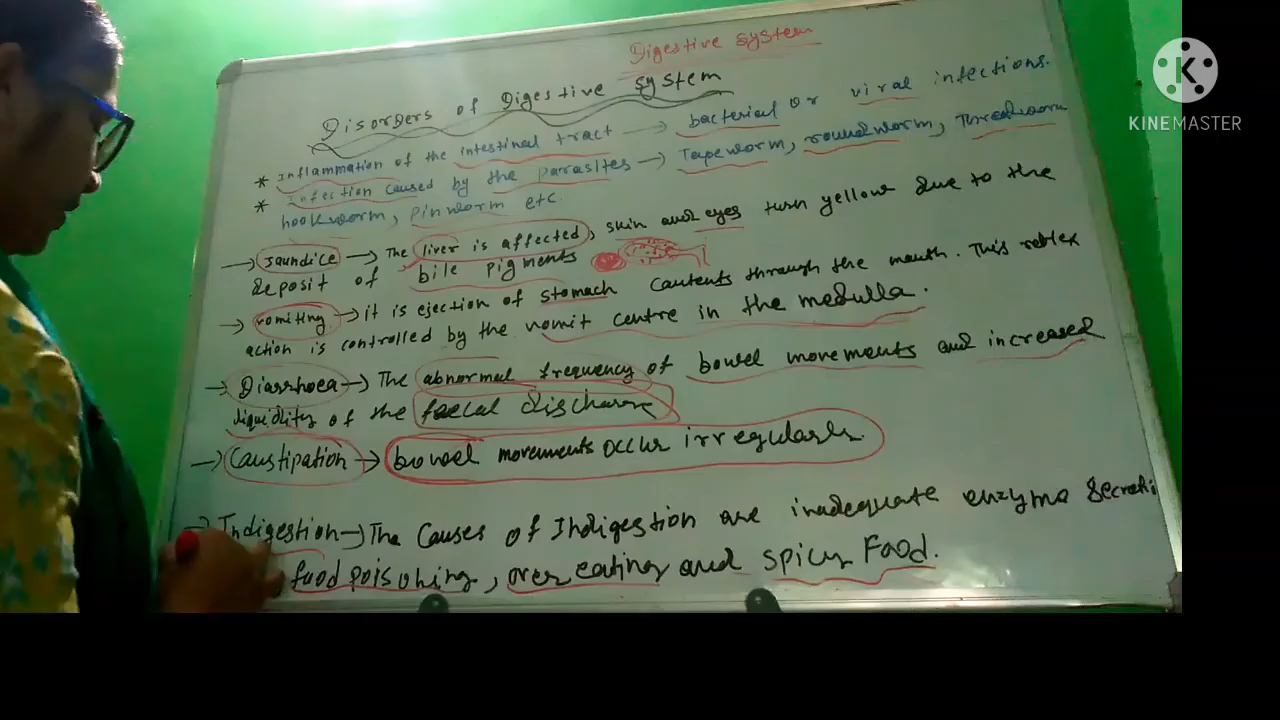 Digestive system
Disorders of Digestive system
* Inflammation of the intestinal tract → bacterial or viral infections.
* Infection caused by the parasites → Tapeworm, roundworm, Threadworm
hookworm, pinworm etc.
→ Jaundice → The liver is affected, skin and eyes turn yellow due to the
deposit of bile pigments
→ vomiting → it is ejection of stomach Contents through the mouth. This reflex
action is controlled by the vomit centre in the medulla.
→ Diarrhoea → The abnormal frequency of bowel movements and increased
liquidity of the faecal discharge
→ Constipation → bowel movements occur irregularly
→ Indigestion → The Causes of Indigestion are inadequate enzyme Secreti
food poisoning, over eating and spicy Food.
K
KINEMASTER